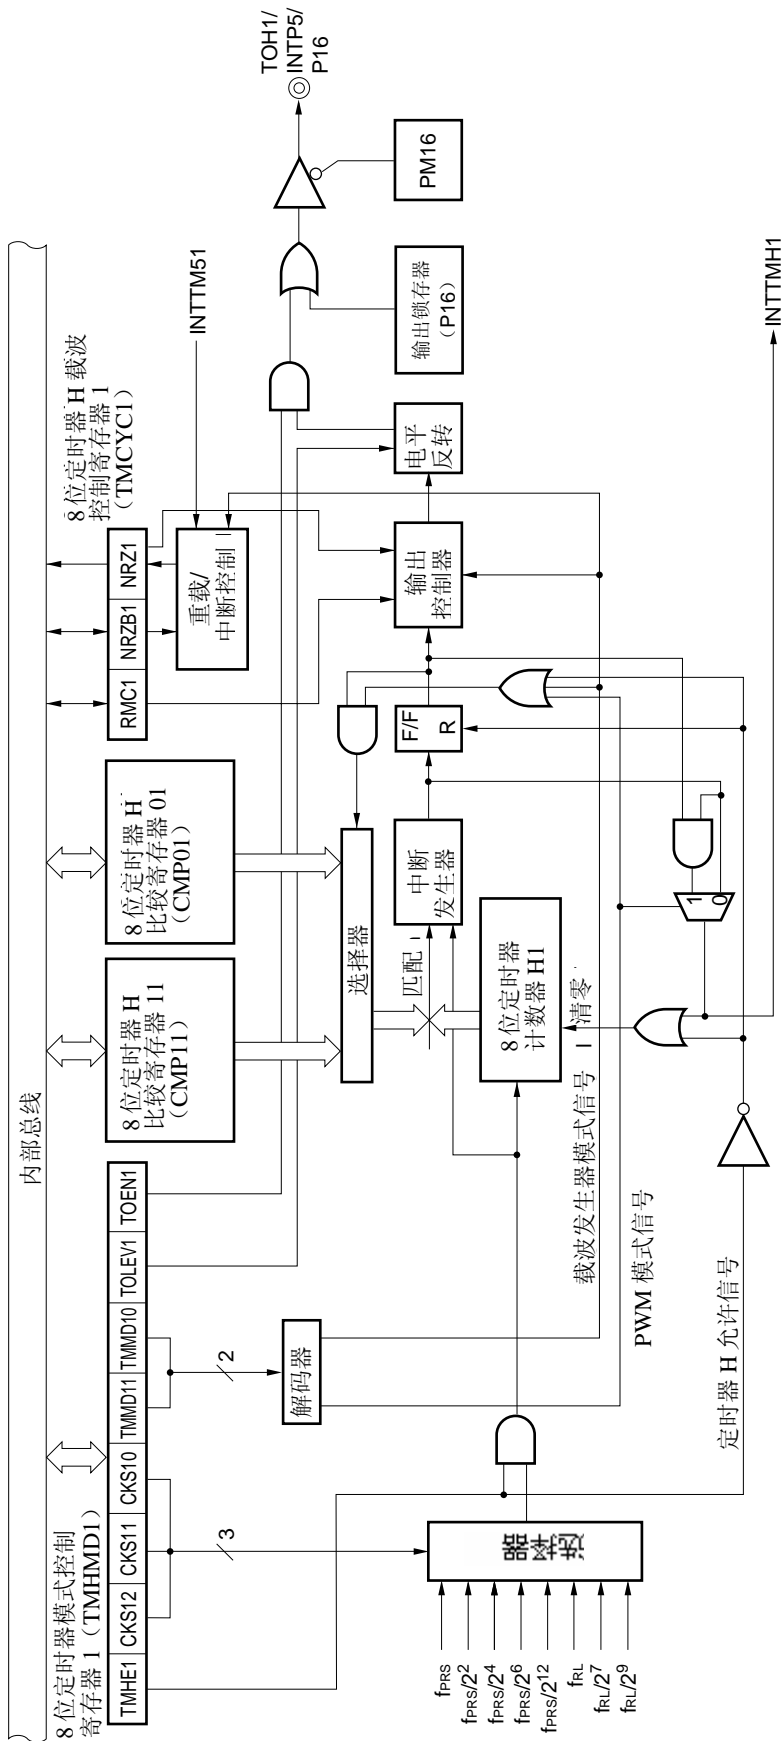 内部总线
8 位定时器模式控制
寄存器 1（TMHMD1）
TMHE1 CKS12 CKS11 CKS10 TMMD11 TMMD10 TOLEV1 TOEN1
8 位定时器 H
比较寄存器 11
（CMP11）
8 位定时器 H
比较寄存器 01
（CMP01）
8 位定时器 H 载波
控制寄存器 1
（TMCYC1）
RMC1 NRZB1 NRZ1
重载/
中断控制
INTTM51
3
2
解码器
选择器
匹配
选择器
fPRS
fPRS/2²
fPRS/2⁴
fPRS/2⁶
fPRS/2¹²
fRL
fRL/2⁷
fRL/2⁹
8 位定时器
计数器 H1
清零
中断
发生器
F/F
R
输出
控制器
电平
反转
输出锁存器
（P16）
PM16
TOH1/
INTP5/
P16
载波发生器模式信号
PWM 模式信号
定时器 H 允许信号
1
0
INTTMH1